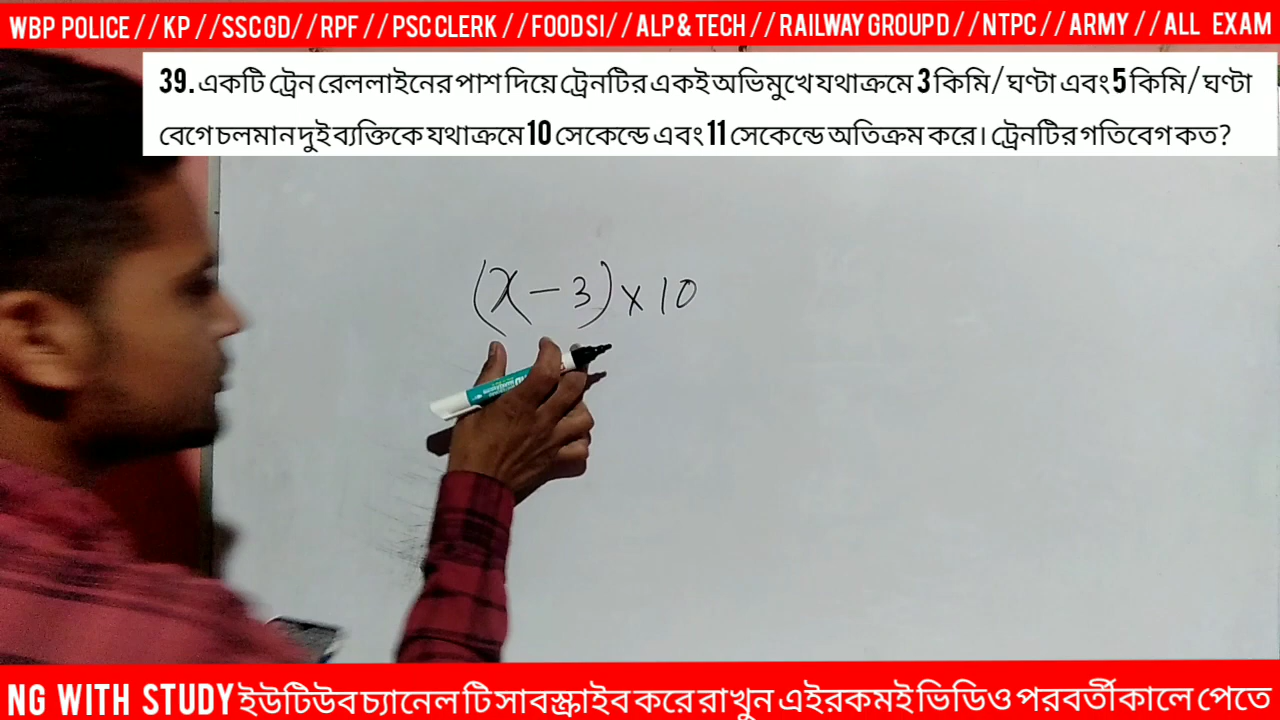 WBP POLICE // KP //SSC GD// RPF // PSC CLERK // FOOD SI// ALP & TECH // RAILWAY GROUP D // NTPC // ARMY // ALL EXAM
39. একটি ট্রেন রেললাইনের পাশ দিয়ে ট্রেনটির একই অভিমুখে যথাক্রমে 3 কিমি/ ঘণ্টা এবং 5 কিমি/ ঘণ্টা
বেগে চলমান দুই ব্যক্তিকে যথাক্রমে 10 সেকেন্ডে এবং 11 সেকেন্ডে অতিক্রম করে। ট্রেনটির গতিবেগ কত?
(x - 3) x 10
NG WITH STUDY ইউটিউব চ্যানেল টি সাবস্ক্রাইব করে রাখুন এইরকমই ভিডিও পরবর্তীকালে পেতে